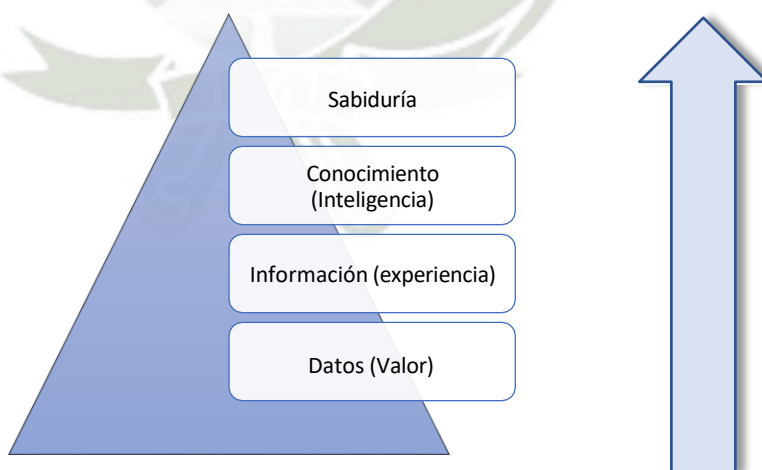 Sabiduría
Conocimiento
(Inteligencia)
Información (experiencia)
Datos (Valor)